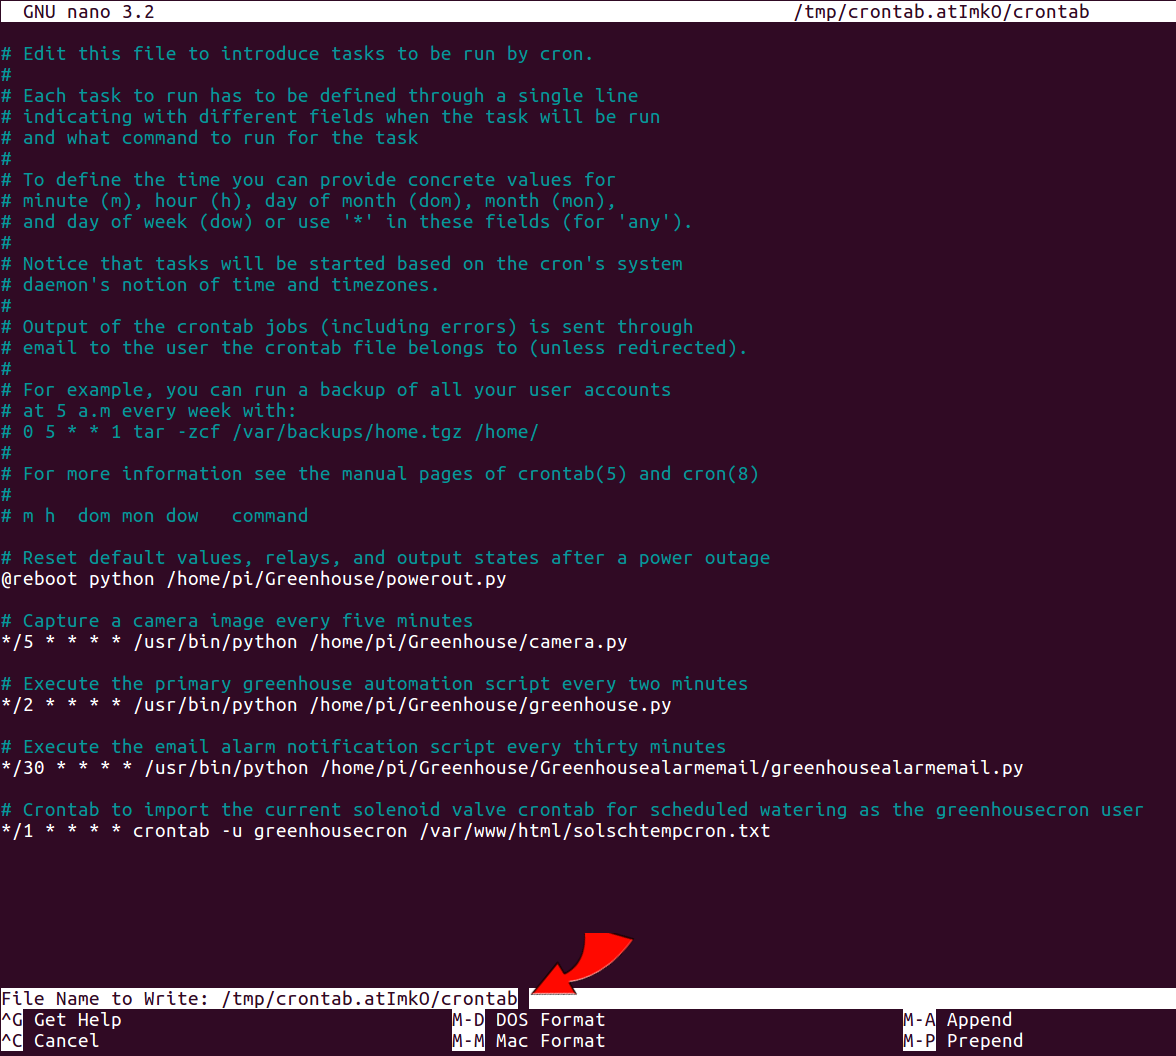 GNU nano 3.2 /tmp/crontab.atImkO/crontab
# Edit this file to introduce tasks to be run by cron.
#
# Each task to run has to be defined through a single line
# indicating with different fields when the task will be run
# and what command to run for the task
#
# To define the time you can provide concrete values for
# minute (m), hour (h), day of month (dom), month (mon),
# and day of week (dow) or use '*' in these fields (for 'any').
#
# Notice that tasks will be started based on the cron's system
# daemon's notion of time and timezones.
#
# Output of the crontab jobs (including errors) is sent through
# email to the user the crontab file belongs to (unless redirected).
#
# For example, you can run a backup of all your user accounts
# at 5 a.m every week with:
# 0 5 * * 1 tar -zcf /var/backups/home.tgz /home/
#
# For more information see the manual pages of crontab(5) and cron(8)
#
# m h  dom mon dow   command
# Reset default values, relays, and output states after a power outage
@reboot python /home/pi/Greenhouse/powerout.py
# Capture a camera image every five minutes
*/5 * * * * /usr/bin/python /home/pi/Greenhouse/camera.py
# Execute the primary greenhouse automation script every two minutes
*/2 * * * * /usr/bin/python /home/pi/Greenhouse/greenhouse.py
# Execute the email alarm notification script every thirty minutes
*/30 * * * * /usr/bin/python /home/pi/Greenhouse/Greenhousealarmemail/greenhousealarmemail.py
# Crontab to import the current solenoid valve crontab for scheduled watering as the greenhousecron user
*/1 * * * * crontab -u greenhousecron /var/www/html/solschtempcron.txt
File Name to Write: /tmp/crontab.atImkO/crontab
^G Get Help M-D DOS Format M-A Append
^C Cancel M-M Mac Format M-P Prepend